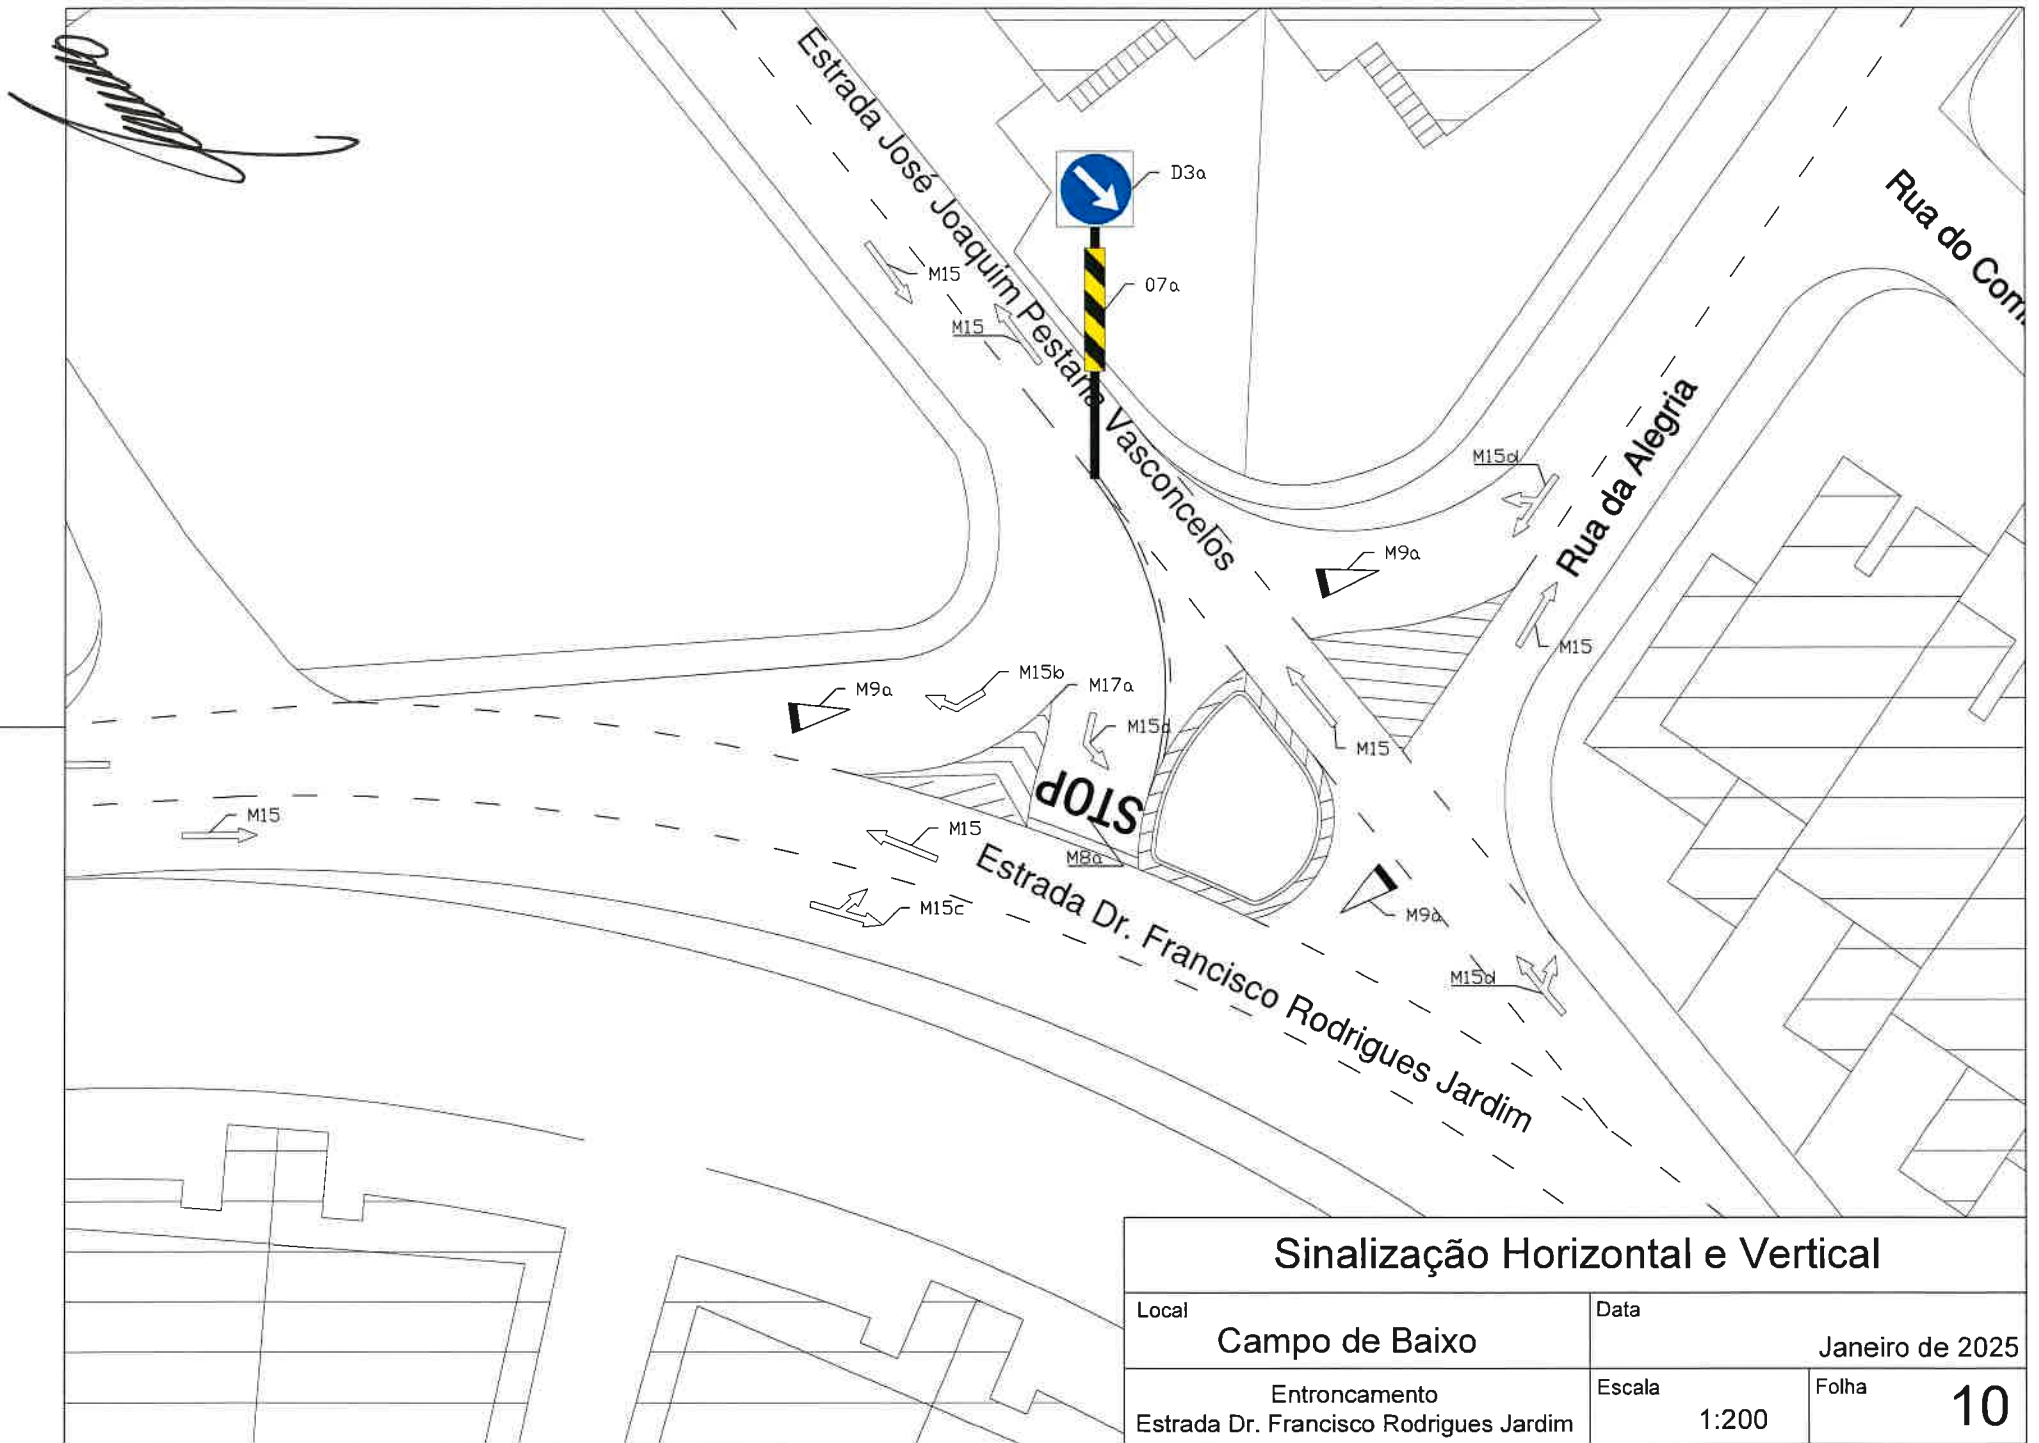 Estrada José Joaquim Pestana Vasconcelos
D3a
O7a
M15
M15
Rua do Com
Rua da Alegria
M15d
M9a
M15
M15b
M17a
M9a
M15d
M15
STOP
M15
M15
M8a
M15c
Estrada Dr. Francisco Rodrigues Jardim
M9a
M15d
Sinalização Horizontal e Vertical
Local
Campo de Baixo
Data
Janeiro de 2025
Entroncamento
Estrada Dr. Francisco Rodrigues Jardim
Escala
1:200
Folha
10